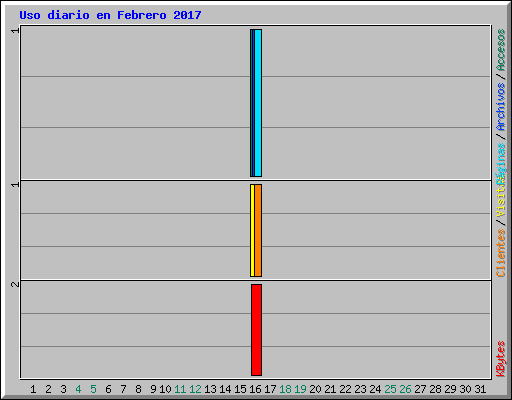 Uso diario en Febrero 2017
1
1
2
1 2 3 4 5 6 7 8 9 10 11 12 13 14 15 16 17 18 19 20 21 22 23 24 25 26 27 28 29 30 31
KBytes
Clientes / Visitas
Páginas / Archivos / Accesos